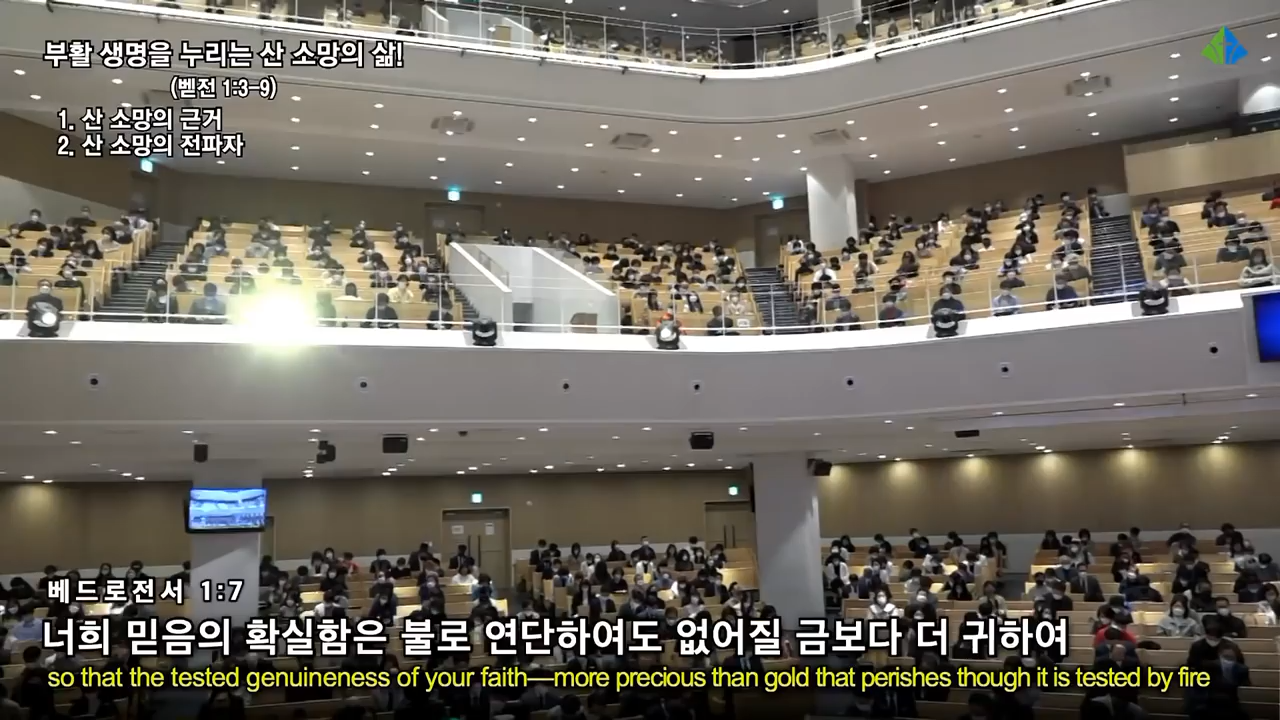 부활 생명을 누리는 산 소망의 삶!
(벧전 1:3-9)
1. 산 소망의 근거
2. 산 소망의 전파자
베드로전서 1:7
너희 믿음의 확실함은 불로 연단하여도 없어질 금보다 더 귀하여
so that the tested genuineness of your faith—more precious than gold that perishes though it is tested by fire